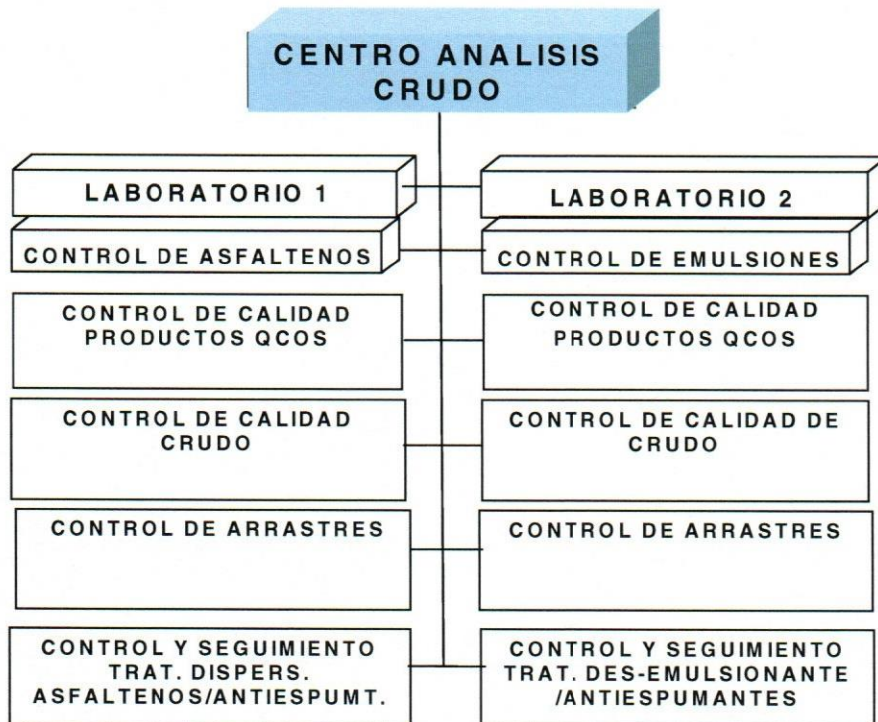 CENTRO ANALISIS
CRUDO
LABORATORIO 1
LABORATORIO 2
CONTROL DE ASFALTENOS
CONTROL DE EMULSIONES
CONTROL DE CALIDAD
PRODUCTOS QCOS
CONTROL DE CALIDAD
PRODUCTOS QCOS
CONTROL DE CALIDAD
CRUDO
CONTROL DE CALIDAD DE
CRUDO
CONTROL DE ARRASTRES
CONTROL DE ARRASTRES
CONTROL Y SEGUIMIENTO
TRAT. DISPERS.
ASFALTENOS/ANTIESPUMT.
CONTROL Y SEGUIMIENTO
TRAT. DES-EMULSIONANTE
/ANTIESPUMANTES